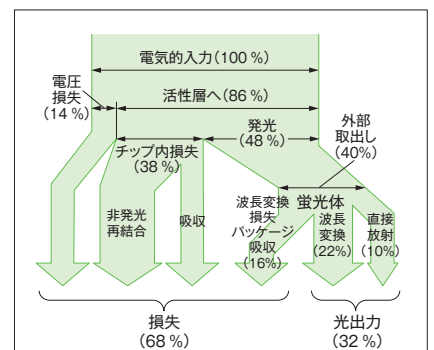 電気的入力(100 %)
電圧
損失
(14 %)
活性層へ(86 %)
発光
(48 %)
外部
取出し
(40%)
チップ内損失
(38 %)
非発光
再結合
吸収
波長変換
損失
パッケージ
吸収
(16%)
蛍光体
波長
変換
(22%)
直接
放射
(10%)
損失
(68 %)
光出力
(32 %)